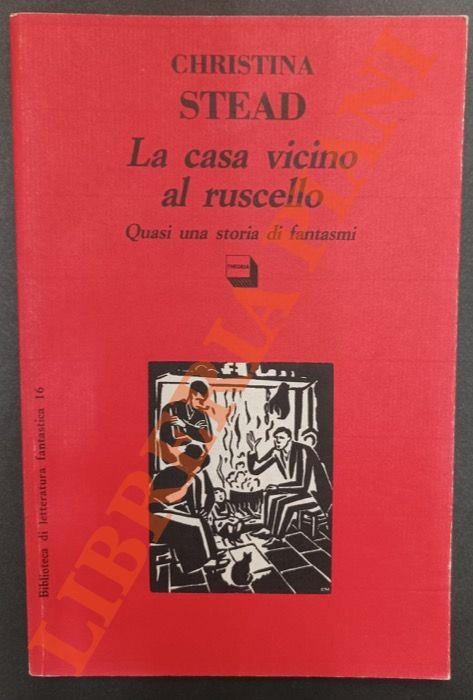 CHRISTINA
STEAD
La casa vicino
al ruscello
Quasi una storia di fantasmi
THEORIA
Biblioteca di letteratura fantastica 16
LIBRERIA PIANI